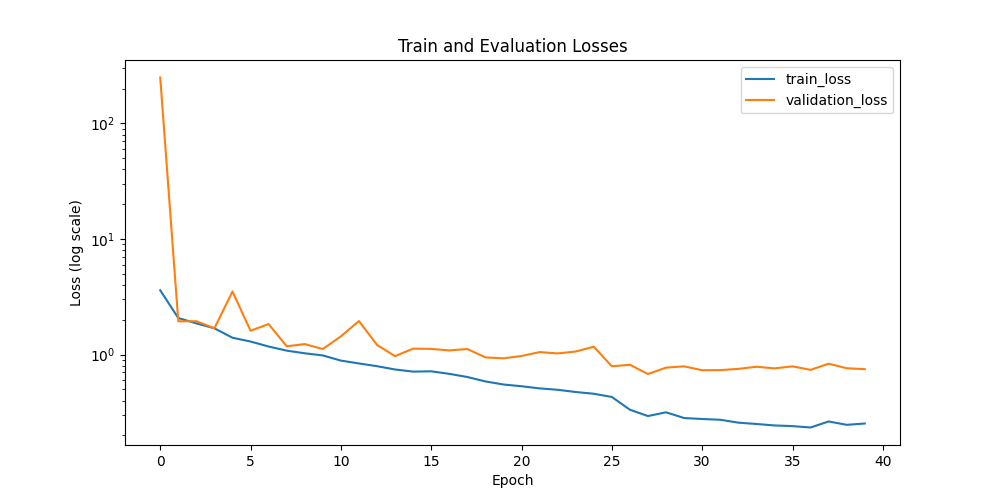 Train and Evaluation Losses
train_loss
validation_loss
Loss (log scale)
10²
10¹
10⁰
0 5 10 15 20 25 30 35 40
Epoch